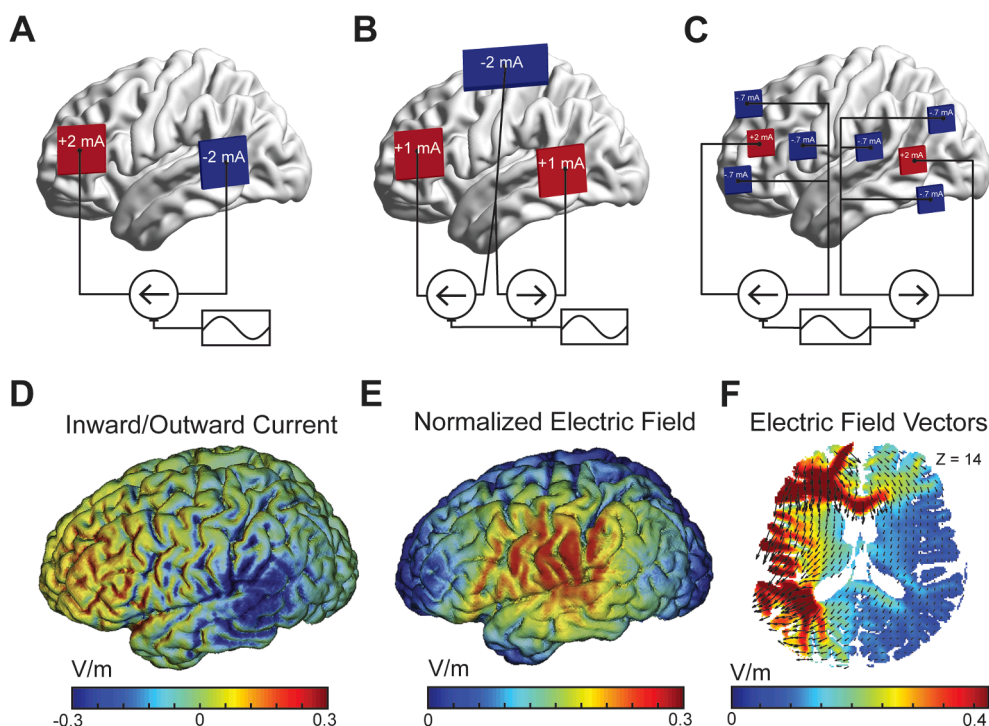 A
B
C
+2 mA
-2 mA
-2 mA
+1 mA
+1 mA
-.7 mA
+2 mA
-.7 mA
-.7 mA
-.7 mA
-.7 mA
+2 mA
-.7 mA
D
E
F
Inward/Outward Current
Normalized Electric Field
Electric Field Vectors
Z = 14
V/m
-0.3
0
0.3
0
0.3
V/m
0
0.4